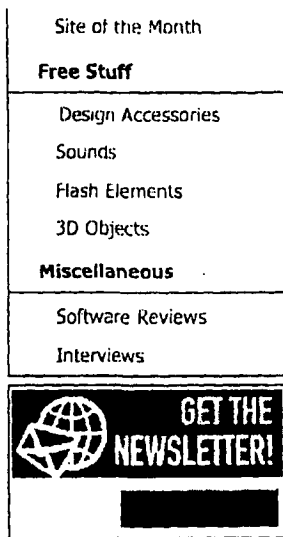 Site of the Month
Free Stuff
Design Accessories
Sounds
Flash Elements
3D Objects
Miscellaneous
Software Reviews
Interviews
GET THE
NEWSLETTER!